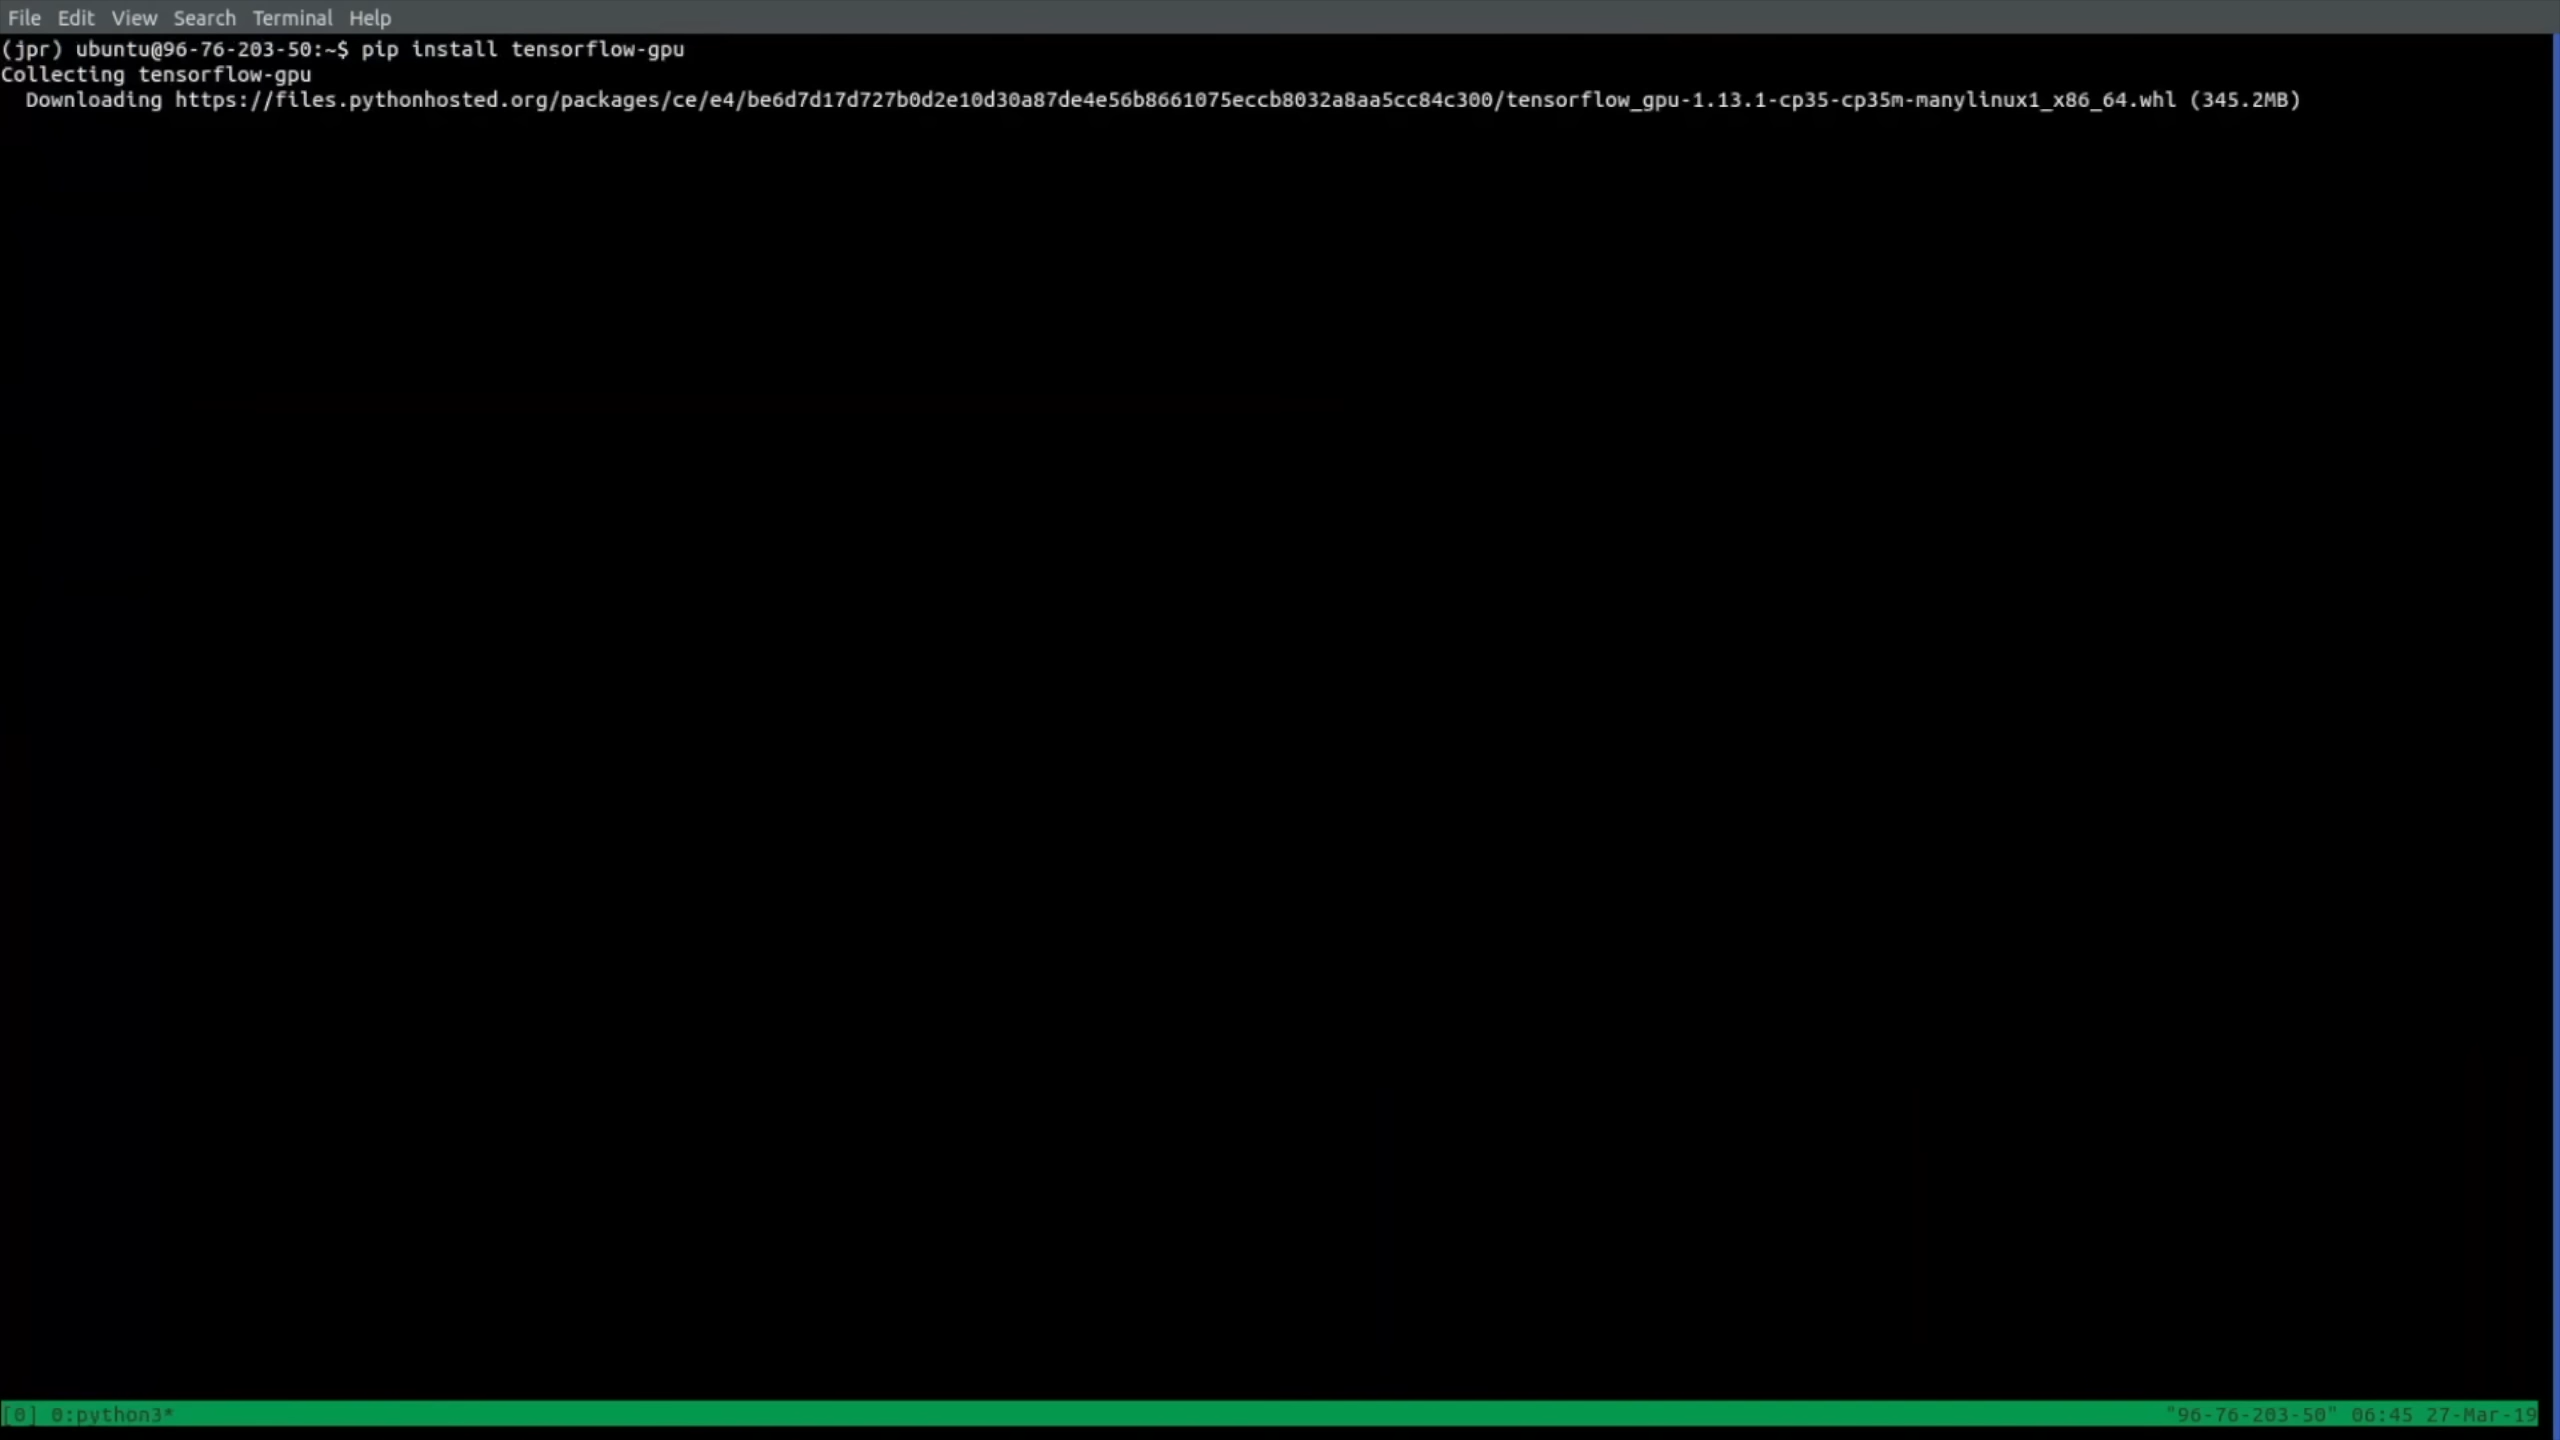 File Edit View Search Terminal Help
(jpr) ubuntu@96-76-203-50:~$ pip install tensorflow-gpu
Collecting tensorflow-gpu
  Downloading https://files.pythonhosted.org/packages/ce/e4/be6d7d17d727b0d2e10d30a87de4e56b8661075eccb8032a8aa5cc84c300/tensorflow_gpu-1.13.1-cp35-cp35m-manylinux1_x86_64.whl (345.2MB)
[0] 0:python3* "96-76-203-50" 06:45 27-Mar-19